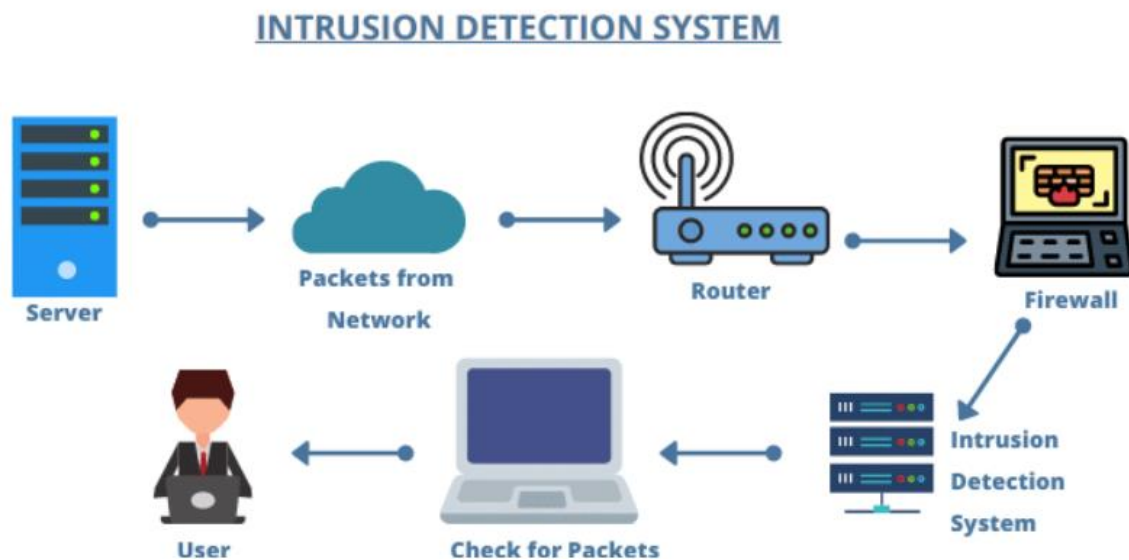 INTRUSION DETECTION SYSTEM
Server
Packets from
Network
Router
Firewall
Intrusion
Detection
System
Check for Packets
User